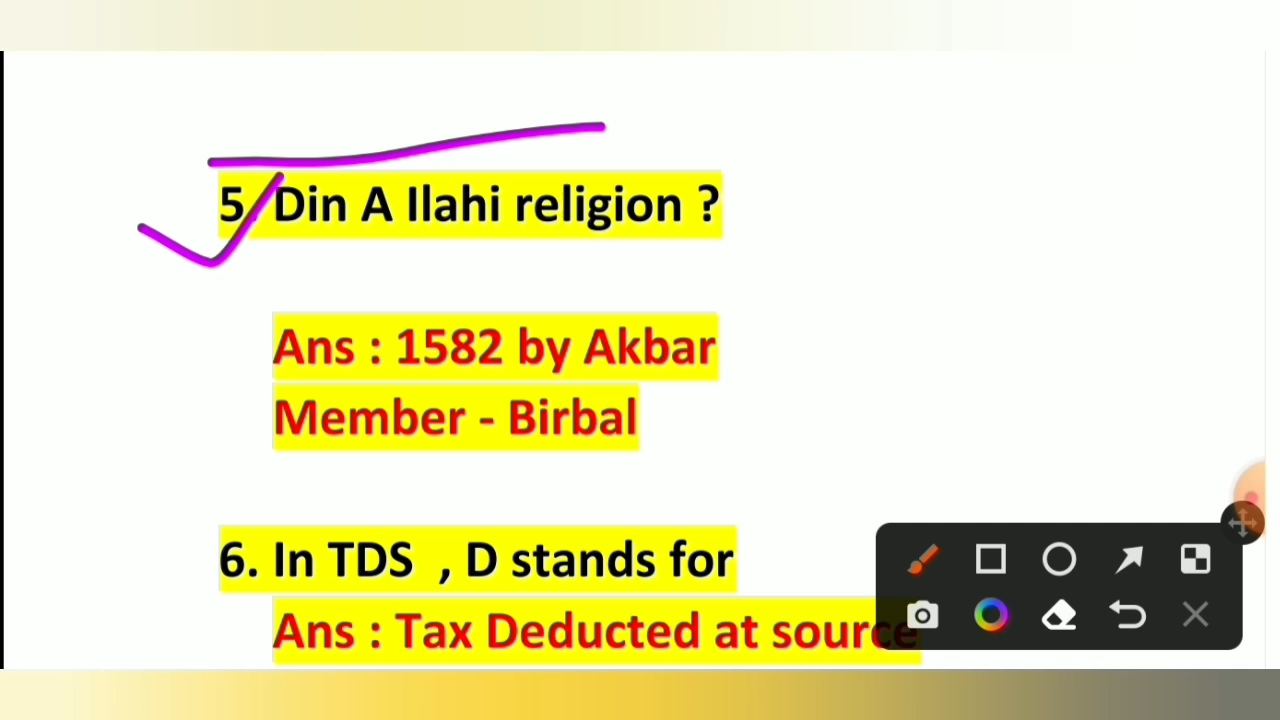 5. Din A Ilahi religion ?
Ans : 1582 by Akbar
Member - Birbal
6. In TDS , D stands for
Ans : Tax Deducted at source